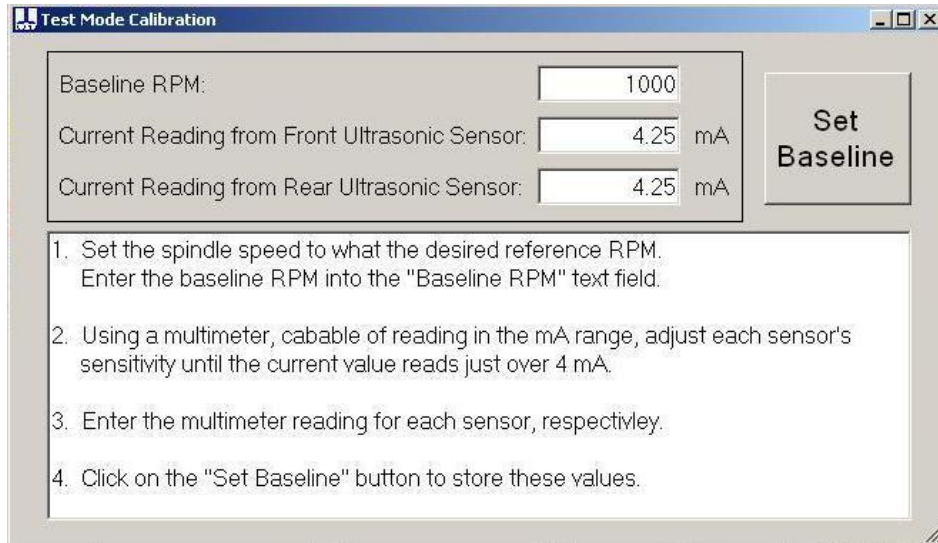 Test Mode Calibration
Baseline RPM: 1000
Current Reading from Front Ultrasonic Sensor: 4.25 mA
Current Reading from Rear Ultrasonic Sensor: 4.25 mA
Set
Baseline
1. Set the spindle speed to what the desired reference RPM.
Enter the baseline RPM into the "Baseline RPM" text field.
2. Using a multimeter, cabable of reading in the mA range, adjust each sensor's
sensitivity until the current value reads just over 4 mA.
3. Enter the multimeter reading for each sensor, respectivley.
4. Click on the "Set Baseline" button to store these values.